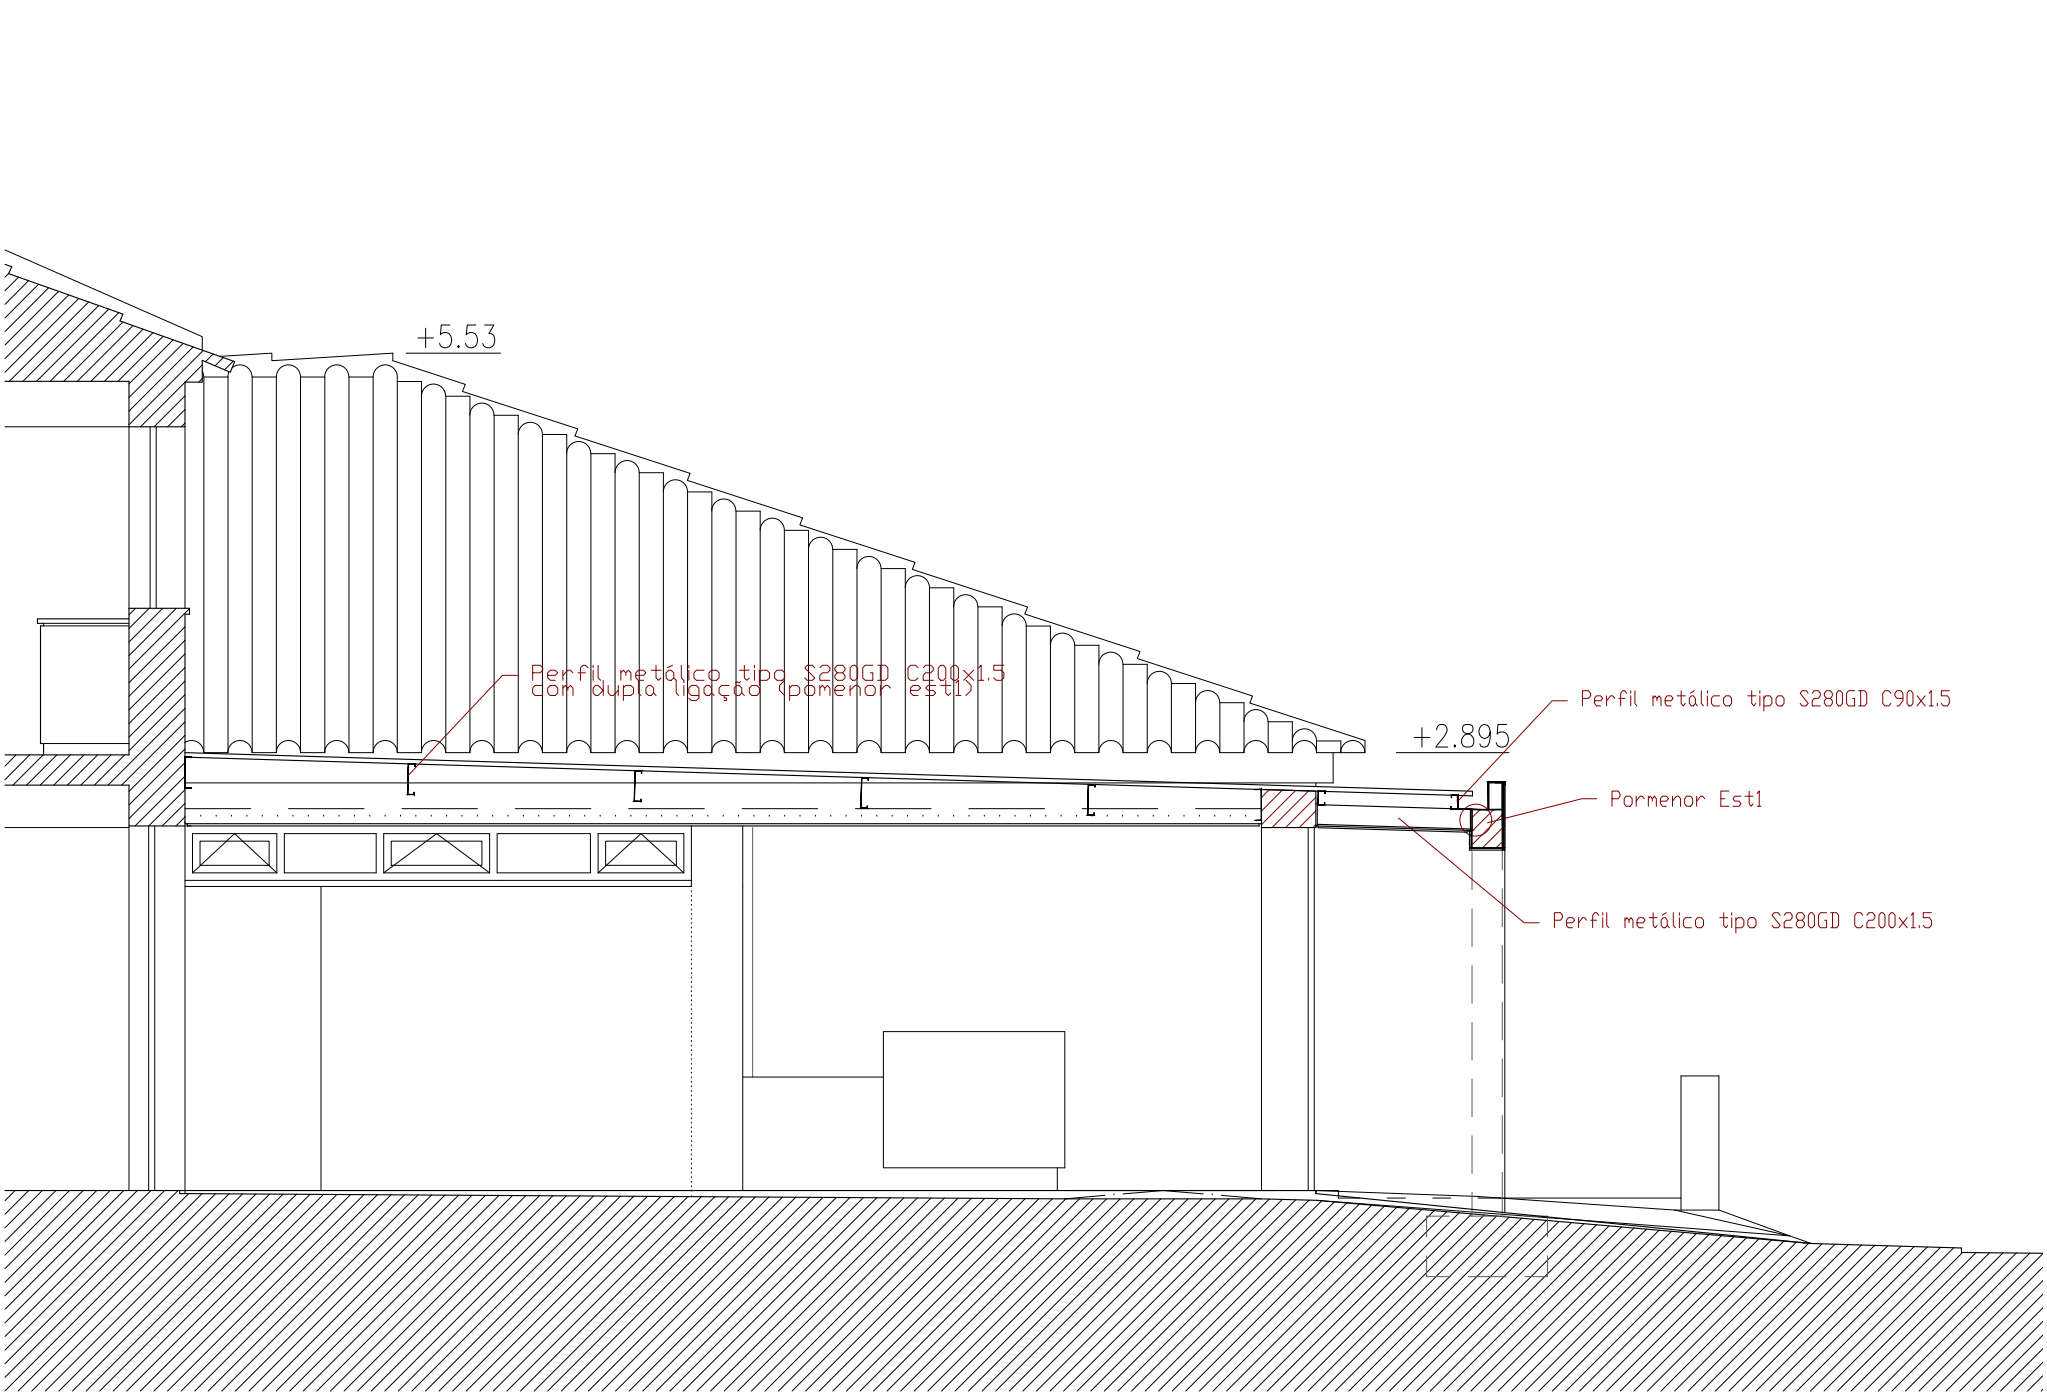 +5.53
Perfil metálico tipo S280GD C200x1.5
com dupla ligação (pomenor est1)
Perfil metálico tipo S280GD C90x1.5
+2.895
Pormenor Est1
Perfil metálico tipo S280GD C200x1.5